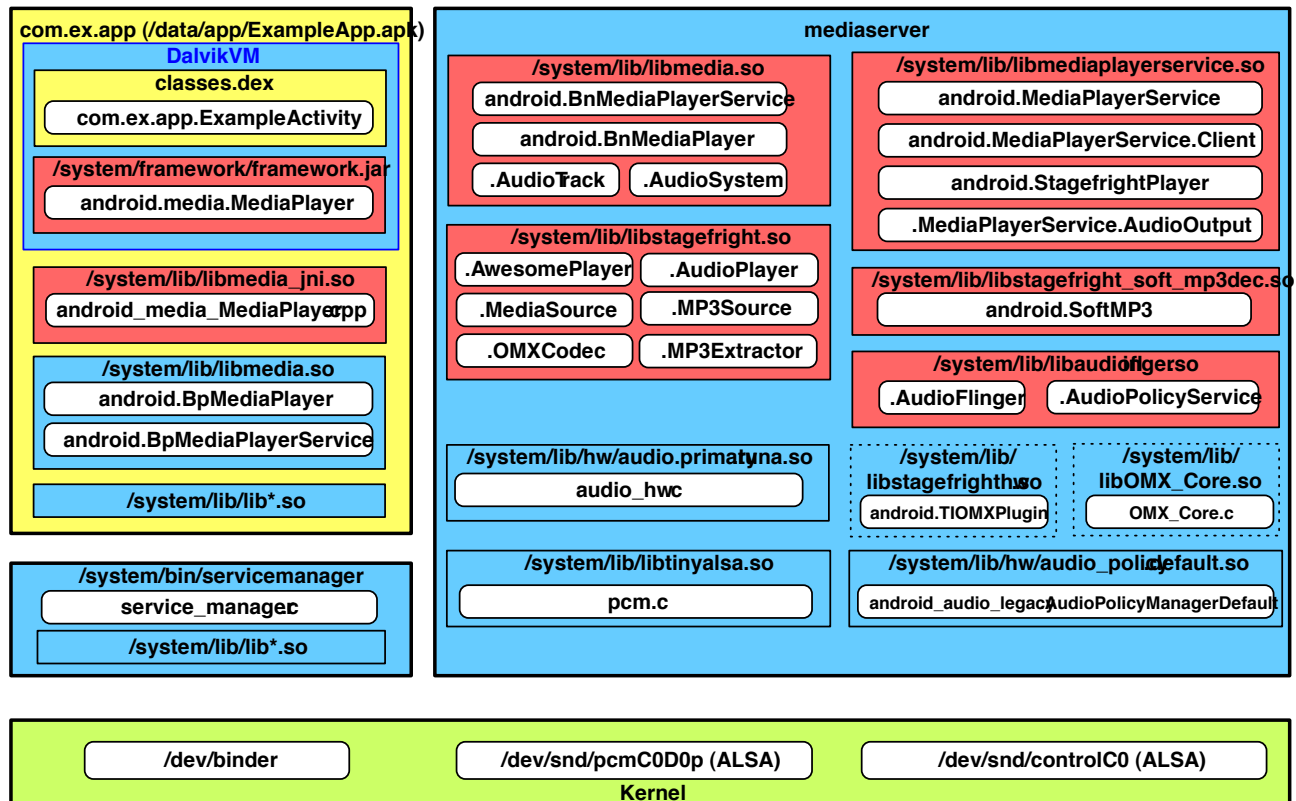 com.ex.app (/data/app/ExampleApp.apk)
DalvikVM
classes.dex
com.ex.app.ExampleActivity
/system/framework/framework.jar
android.media.MediaPlayer
/system/lib/libmedia_jni.so
android_media_MediaPlayer.cpp
/system/lib/libmedia.so
android.BpMediaPlayer
android.BpMediaPlayerService
/system/lib/lib*.so
/system/bin/servicemanager
service_manager.c
/system/lib/lib*.so
mediaserver
/system/lib/libmedia.so
android.BnMediaPlayerService
android.BnMediaPlayer
.AudioTrack
.AudioSystem
/system/lib/libmediaplayerservice.so
android.MediaPlayerService
android.MediaPlayerService.Client
android.StagefrightPlayer
.MediaPlayerService.AudioOutput
/system/lib/libstagefright.so
.AwesomePlayer
.AudioPlayer
.MediaSource
.MP3Source
.OMXCodec
.MP3Extractor
/system/lib/libstagefright_soft_mp3dec.so
android.SoftMP3
/system/lib/libaudioflinger.so
.AudioFlinger
.AudioPolicyService
/system/lib/hw/audio.primary.tuna.so
audio_hw.c
/system/lib/
libstagefrighthw.so
android.TIOMXPlugin
/system/lib/
libOMX_Core.so
OMX_Core.c
/system/lib/libtinyalsa.so
pcm.c
/system/lib/hw/audio_policy.default.so
android_audio_legacy.AudioPolicyManagerDefault
/dev/binder
/dev/snd/pcmC0D0p (ALSA)
/dev/snd/controlC0 (ALSA)
Kernel